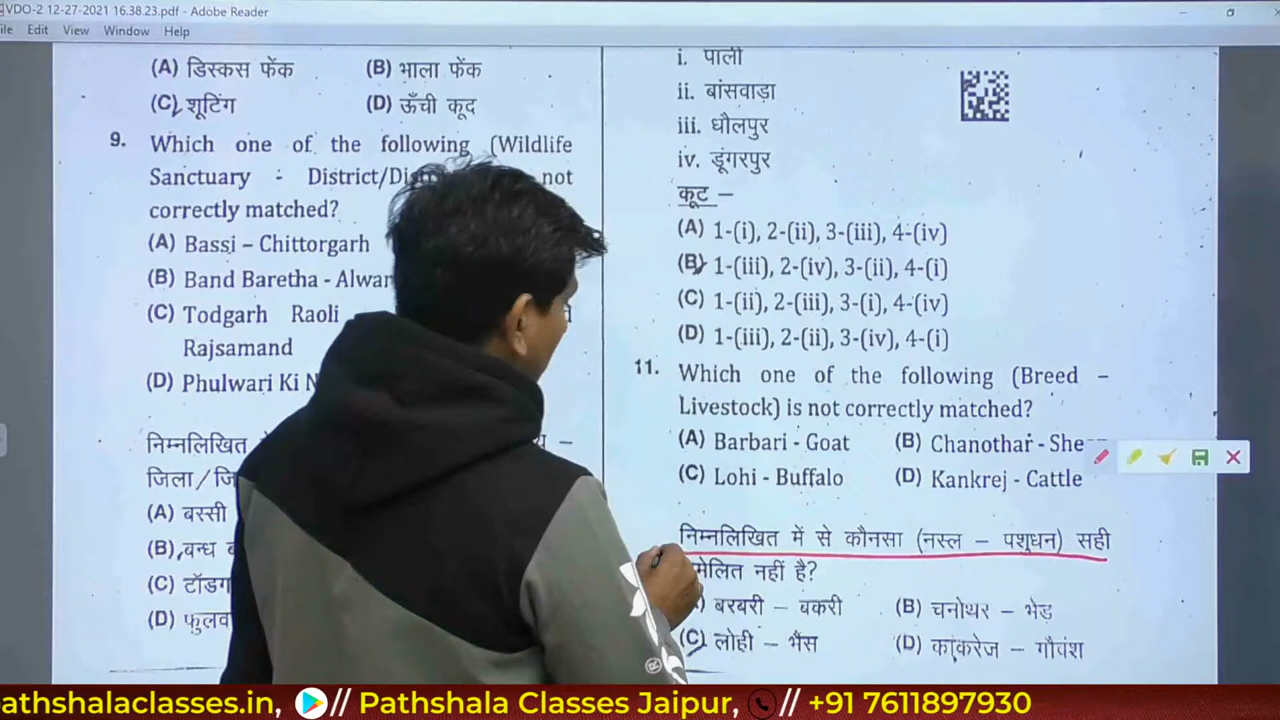 VDO-2 12-27-2021 16.38.23.pdf - Adobe Reader
ile Edit View Window Help
(A) डिस्कस फेंक (B) भाला फेंक
(C) शूटिंग (D) ऊँची कूद
9. Which one of the following (Wildlife
Sanctuary - District/ not
correctly matched?
(A) Bassi – Chittorgarh
(B) Band Baretha - Alwar
(C) Todgarh Raoli
Rajsamand
(D) Phulwari Ki
निम्नलिखित
जिला/
(A) बस्सी
(B) बन्ध
(C)
(D)
i. पाली
ii. बांसवाड़ा
iii. धौलपुर
iv. डूंगरपुर
कूट –
(A) 1-(i), 2-(ii), 3-(iii), 4-(iv)
(B) 1-(iii), 2-(iv), 3-(ii), 4-(i)
(C) 1-(ii), 2-(iii), 3-(i), 4-(iv)
(D) 1-(iii), 2-(ii), 3-(iv), 4-(i)
11. Which one of the following (Breed –
Livestock) is not correctly matched?
(A) Barbari - Goat (B) Chanothar - She
(C) Lohi - Buffalo (D) Kankrej - Cattle
निम्नलिखित में से कौनसा (नस्ल – पशुधन) सही
मेलित नहीं है?
बरबरी – बकरी (B) चनोथर – भेड़
(C) लोही – भैंस (D) कांकरेज – गौवंश
athshalaclasses.in, // Pathshala Classes Jaipur, // +91 7611897930